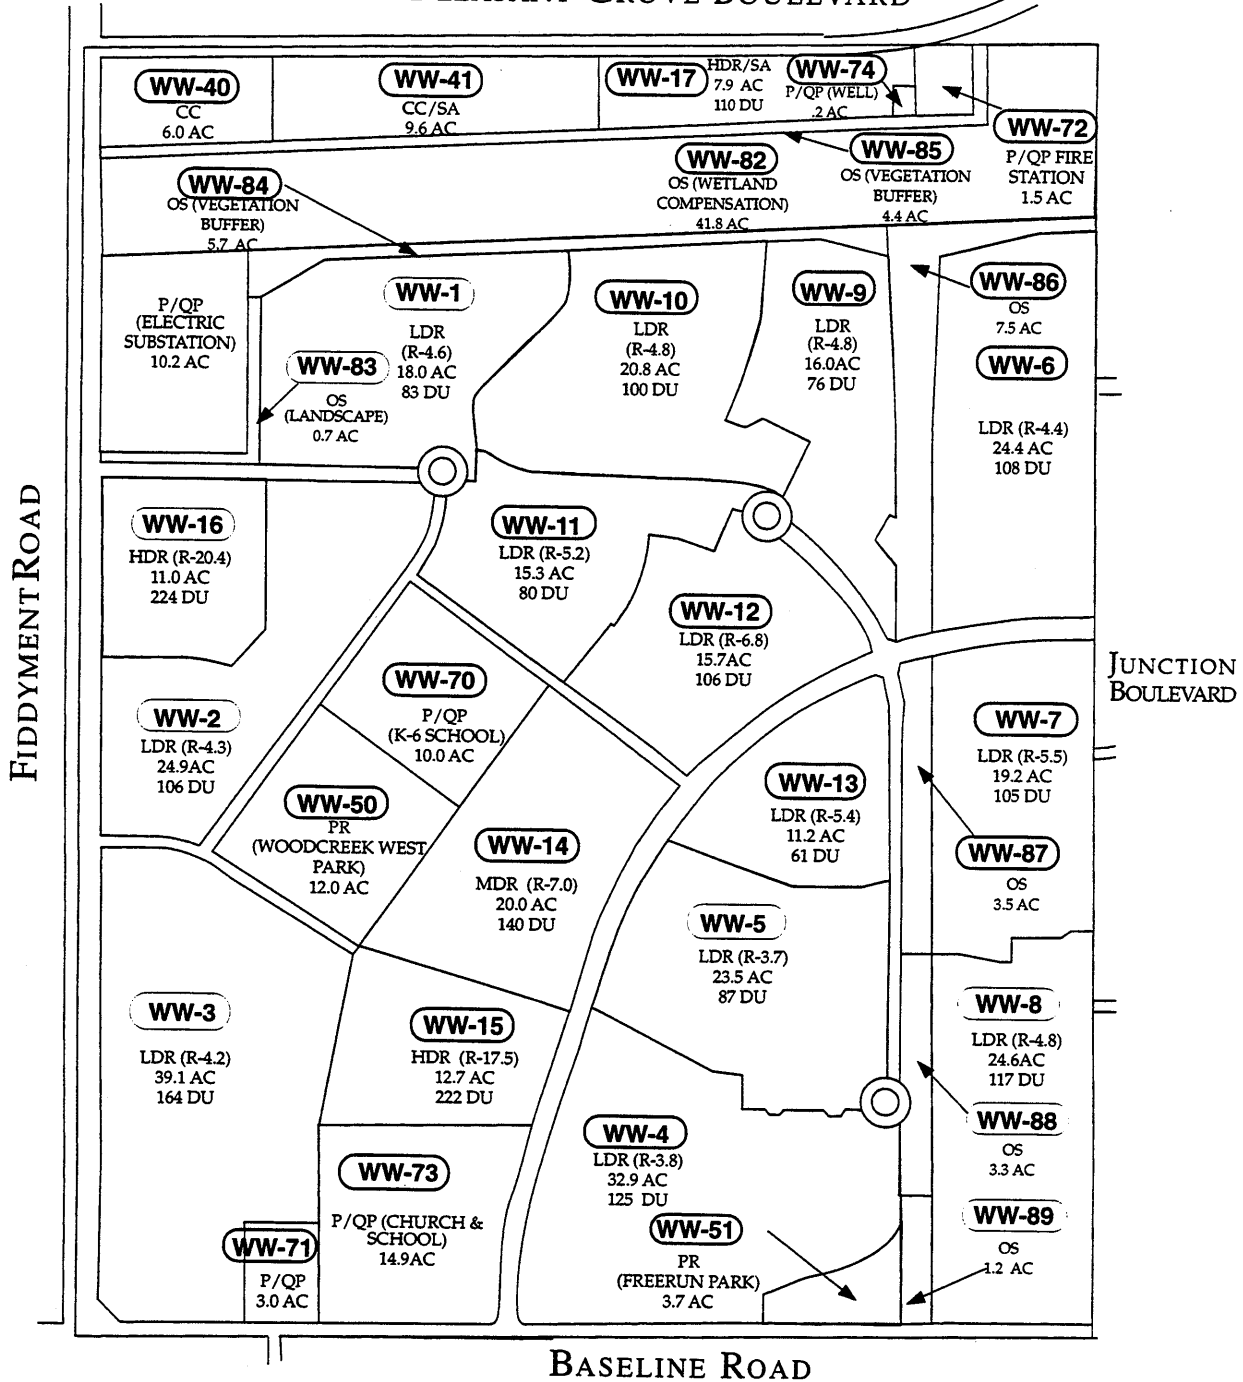 GROVE BOULEVARD
WW-40
CC
6.0 AC
WW-41
CC/SA
9.6 AC
WW-17
HDR/SA
7.9 AC
110 DU
WW-74
P/QP (WELL)
.2 AC
WW-72
P/QP FIRE
STATION
1.5 AC
WW-84
OS (VEGETATION
BUFFER)
5.7 AC
WW-82
OS (WETLAND
COMPENSATION)
41.8 AC
WW-85
OS (VEGETATION
BUFFER)
4.4 AC
P/QP
(ELECTRIC
SUBSTATION)
10.2 AC
WW-83
OS
(LANDSCAPE)
0.7 AC
WW-1
LDR
(R-4.6)
18.0 AC
83 DU
WW-10
LDR
(R-4.8)
20.8 AC
100 DU
WW-9
LDR
(R-4.8)
16.0AC
76 DU
WW-86
OS
7.5 AC
WW-6
LDR (R-4.4)
24.4 AC
108 DU
FIDDYMENT ROAD
WW-16
HDR (R-20.4)
11.0 AC
224 DU
WW-11
LDR (R-5.2)
15.3 AC
80 DU
WW-12
LDR (R-6.8)
15.7AC
106 DU
JUNCTION
BOULEVARD
WW-2
LDR (R-4.3)
24.9AC
106 DU
WW-70
P/QP
(K-6 SCHOOL)
10.0 AC
WW-7
LDR (R-5.5)
19.2 AC
105 DU
WW-50
PR
(WOODCREEK WEST
PARK)
12.0 AC
WW-14
MDR (R-7.0)
20.0 AC
140 DU
WW-13
LDR (R-5.4)
11.2 AC
61 DU
WW-87
OS
3.5 AC
WW-5
LDR (R-3.7)
23.5 AC
87 DU
WW-3
LDR (R-4.2)
39.1 AC
164 DU
WW-15
HDR (R-17.5)
12.7 AC
222 DU
WW-8
LDR (R-4.8)
24.6AC
117 DU
WW-88
OS
3.3 AC
WW-4
LDR (R-3.8)
32.9 AC
125 DU
WW-73
P/QP (CHURCH &
SCHOOL)
14.9AC
WW-71
P/QP
3.0 AC
WW-51
PR
(FREERUN PARK)
3.7 AC
WW-89
OS
1.2 AC
BASELINE ROAD